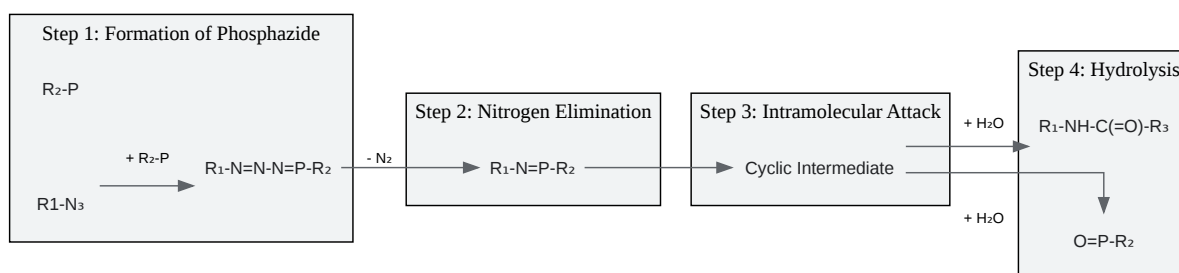 Step 1: Formation of Phosphazide
R₂-P
+ R₂-P
R₁-N=N-N=P-R₂
R1-N₃
- N₂
Step 2: Nitrogen Elimination
R₁-N=P-R₂
Step 3: Intramolecular Attack
Cyclic Intermediate
+ H₂O
+ H₂O
Step 4: Hydrolysis
R₁-NH-C(=O)-R₃
O=P-R₂